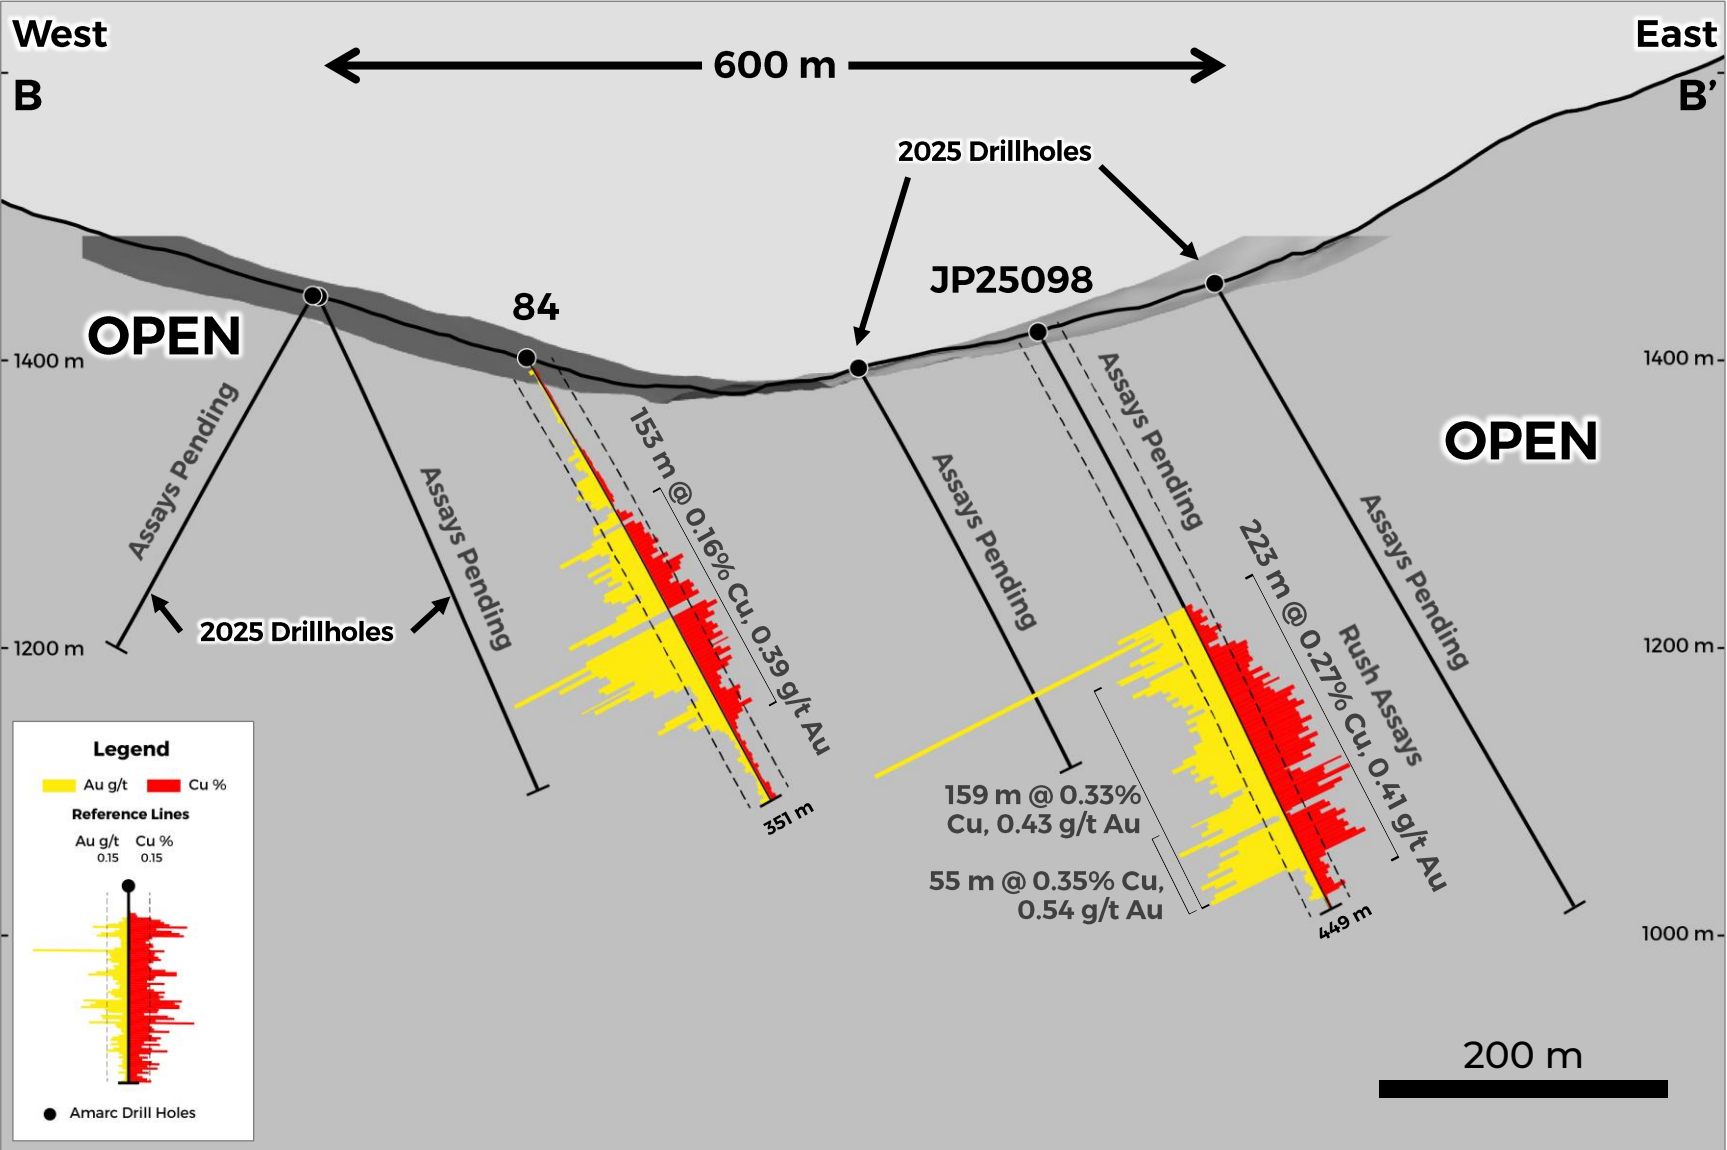 West
East
B
B'
600 m
2025 Drillholes
JP25098
84
OPEN
1400 m
1400 m
OPEN
Assays Pending
Assays Pending
153 m @ 0.16% Cu, 0.39 g/t Au
Assays Pending
Assays Pending
Assays Pending
223 m @ 0.27% Cu, 0.41 g/t Au
Rush Assays
2025 Drillholes
1200 m
1200 m
159 m @ 0.33%
Cu, 0.43 g/t Au
55 m @ 0.35% Cu,
0.54 g/t Au
351 m
449 m
1000 m
Legend
Au g/t
Cu %
Reference Lines
Au g/t
Cu %
0.15
0.15
Amarc Drill Holes
200 m